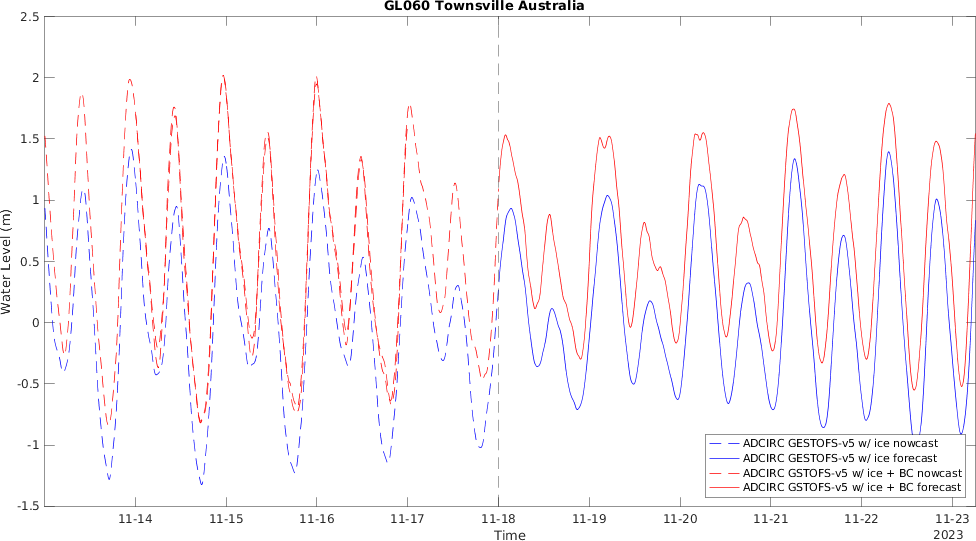 GL060 Townsville Australia
Water Level (m)
2.5
2
1.5
1
0.5
0
-0.5
-1
-1.5
ADCIRC GESTOFS-v5 w/ ice nowcast
ADCIRC GESTOFS-v5 w/ ice forecast
ADCIRC GSTOFS-v5 w/ ice + BC nowcast
ADCIRC GSTOFS-v5 w/ ice + BC forecast
11-14 11-15 11-16 11-17 11-18 11-19 11-20 11-21 11-22 11-23
Time
2023